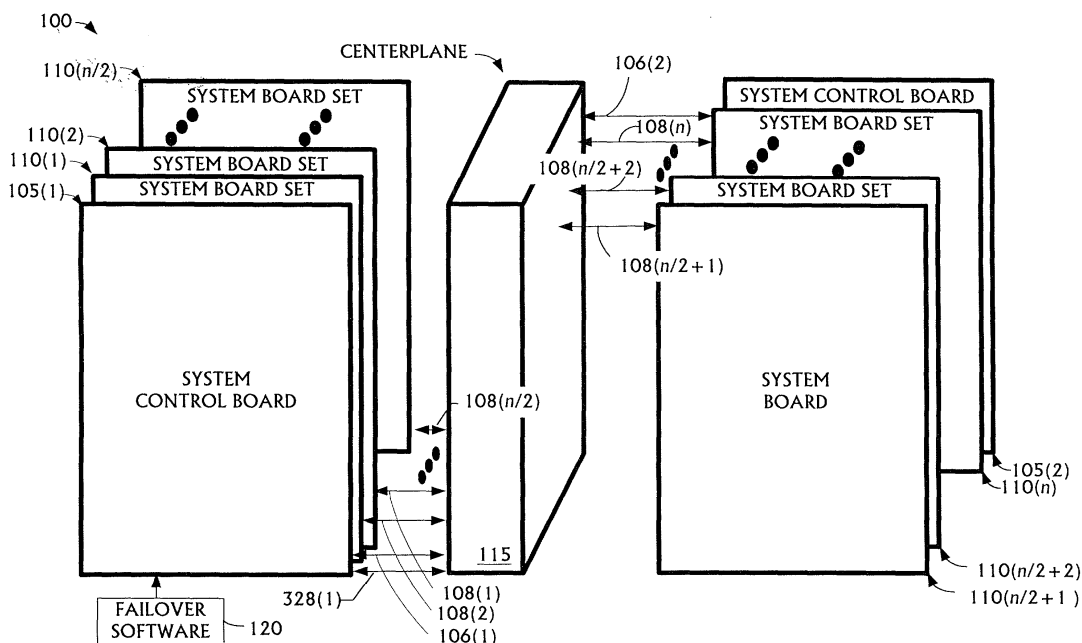 100
CENTERPLANE
110(n/2)
SYSTEM BOARD SET
110(2)
110(1)
SYSTEM BOARD SET
105(1)
SYSTEM BOARD SET
106(2)
SYSTEM CONTROL BOARD
108(n)
SYSTEM BOARD SET
108(n/2+2)
SYSTEM BOARD SET
108(n/2+1)
SYSTEM
CONTROL BOARD
SYSTEM
BOARD
108(n/2)
105(2)
110(n)
115
110(n/2+2)
110(n/2+1)
328(1)
108(1)
108(2)
106(1)
FAILOVER
SOFTWARE
120